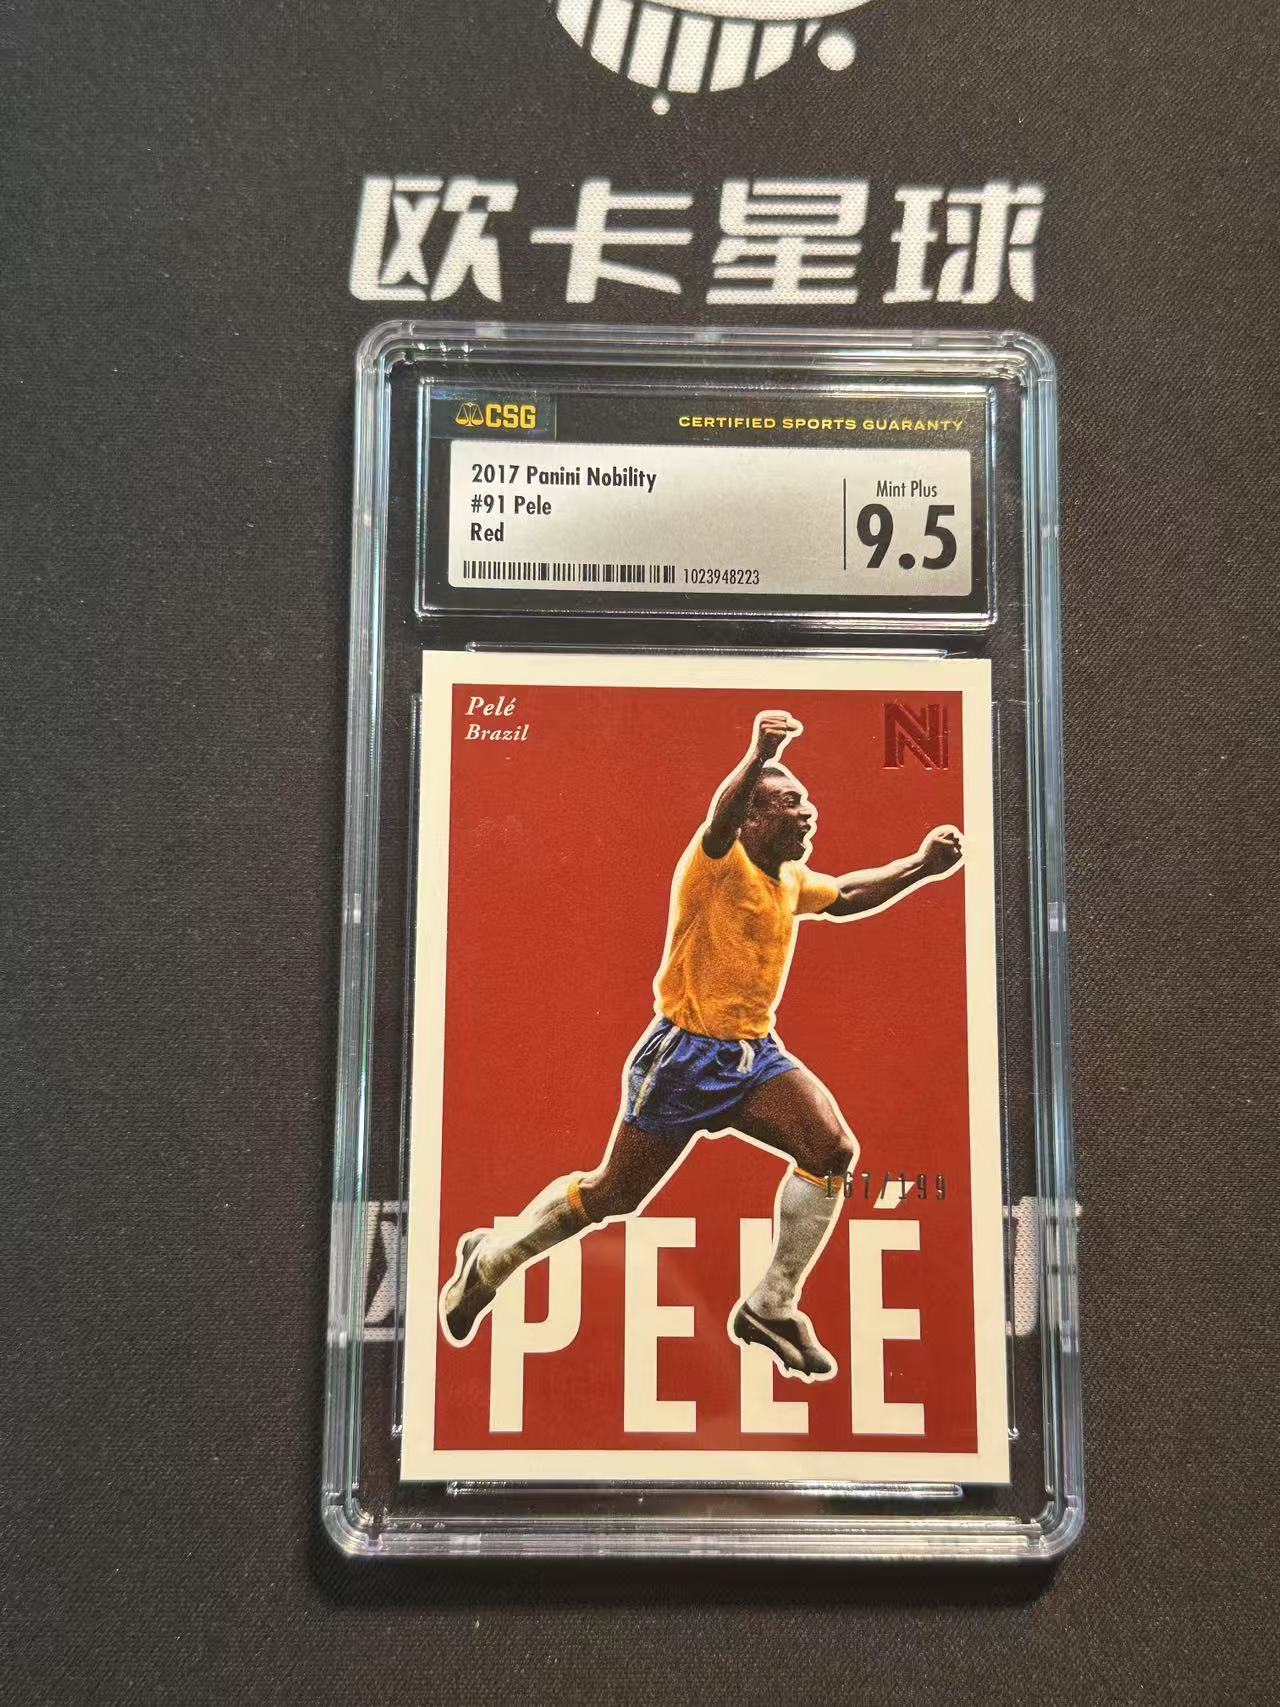 欧卡星球
CSG
CERTIFIED SPORTS GUARANTY
2017 Panini Nobility
#91 Pele
Red
Mint Plus
9.5
1023948223
Pelé
Brazil
N
167/199
PELÉ